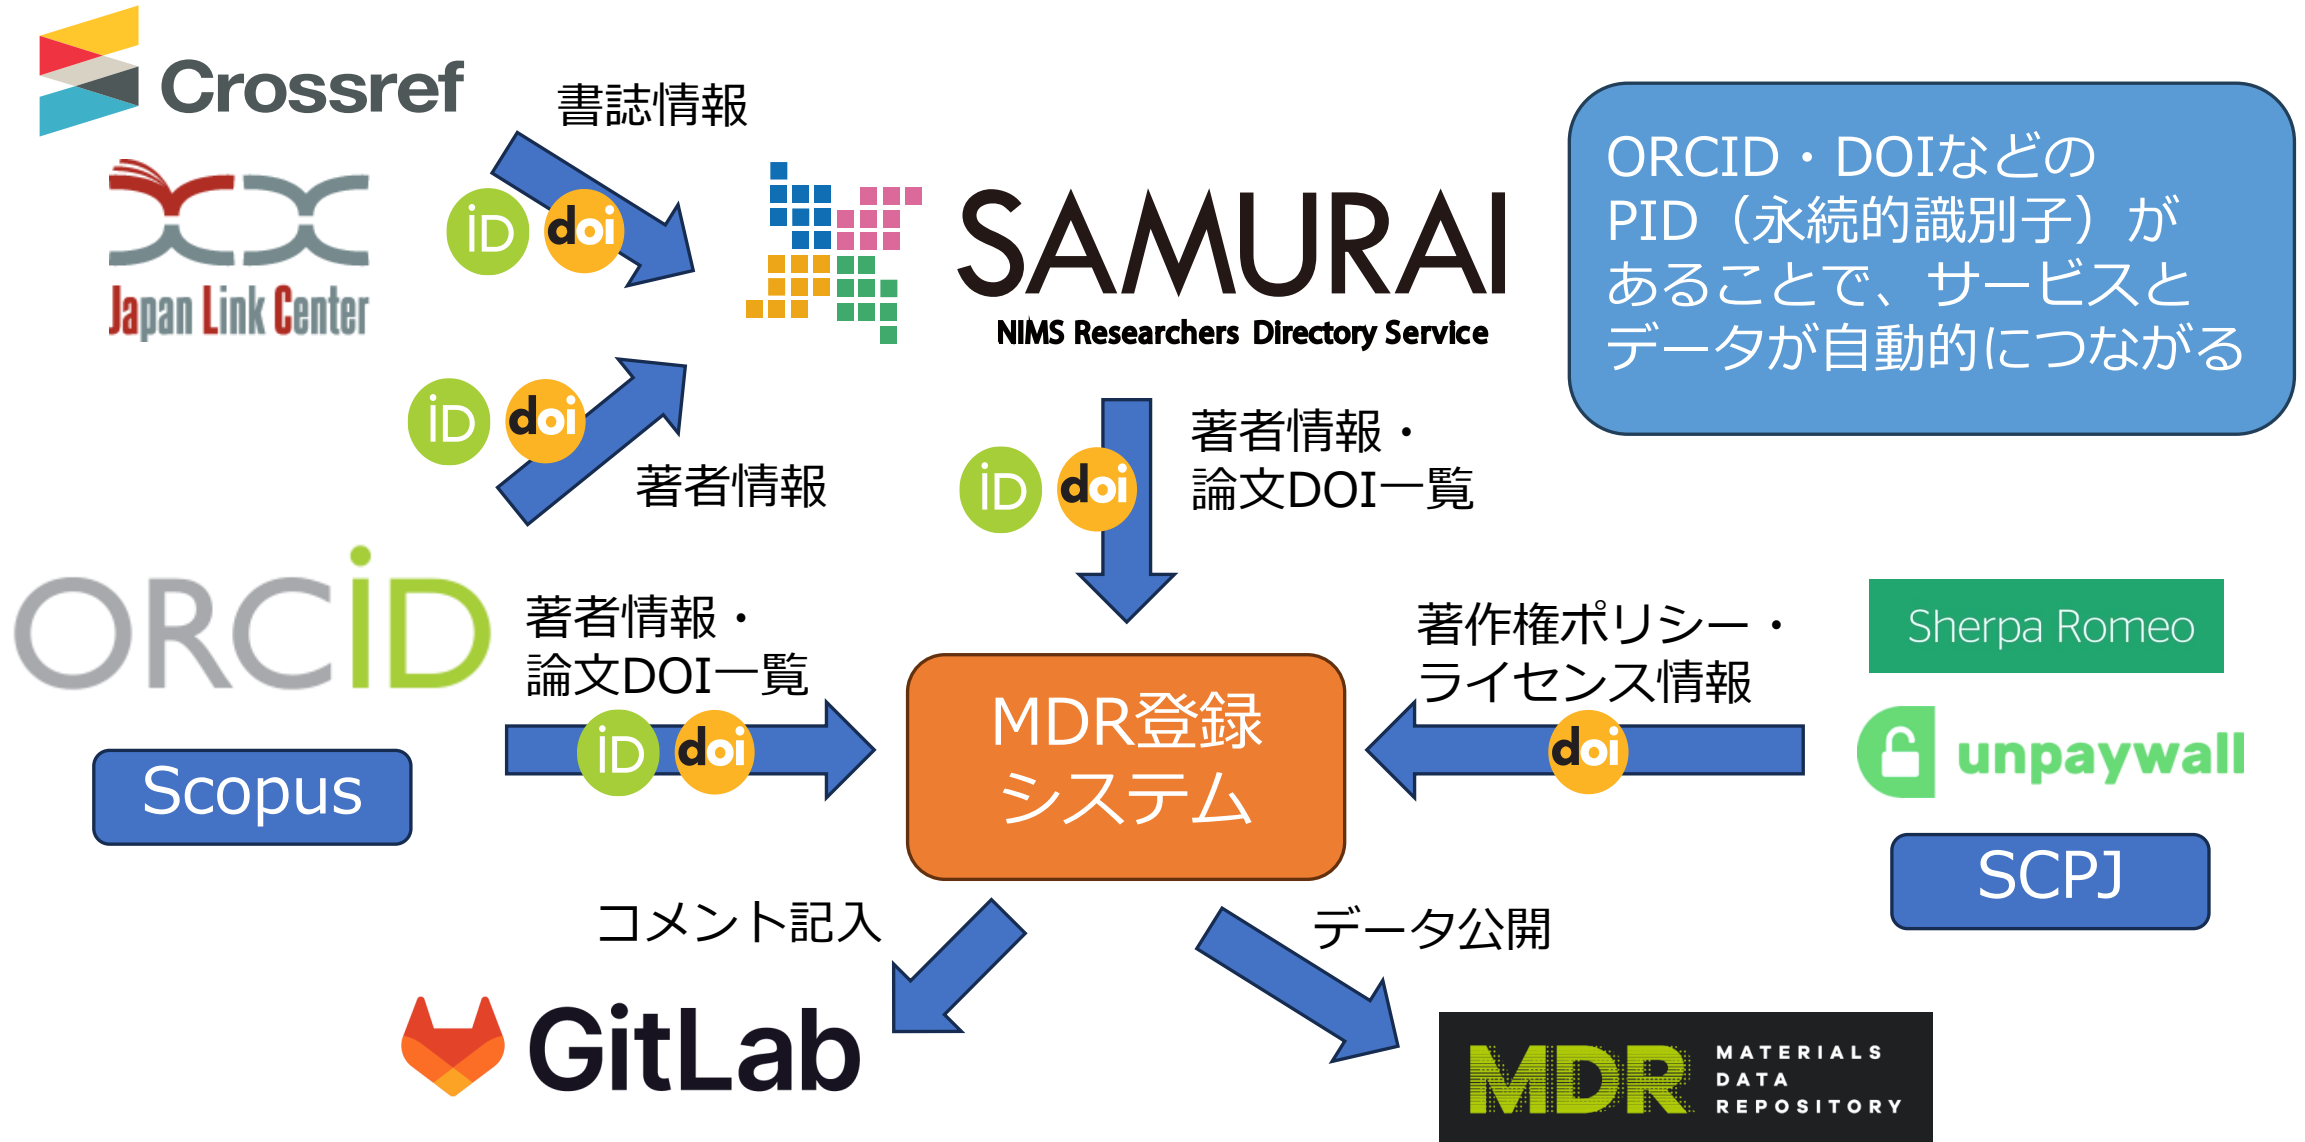 Crossref
書誌情報
iD doi
Japan Link Center
SAMURAI
NIMS Researchers Directory Service
ORCID・DOIなどの
PID（永続的識別子）が
あることで、サービスと
データが自動的につながる
iD doi
著者情報
iD doi
著者情報・
論文DOI一覧
ORCiD
著者情報・
論文DOI一覧
iD doi
Scopus
MDR登録
システム
著作権ポリシー・
ライセンス情報
doi
Sherpa Romeo
unpaywall
SCPJ
コメント記入
データ公開
GitLab
MDR
MATERIALS
DATA
REPOSITORY